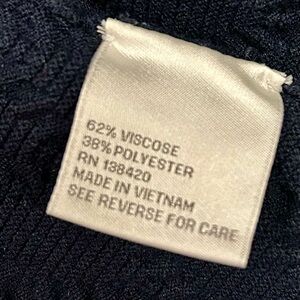 62% VISCOSE
38% POLYESTER
RN 138420
MADE IN VIETNAM
SEE REVERSE FOR CARE